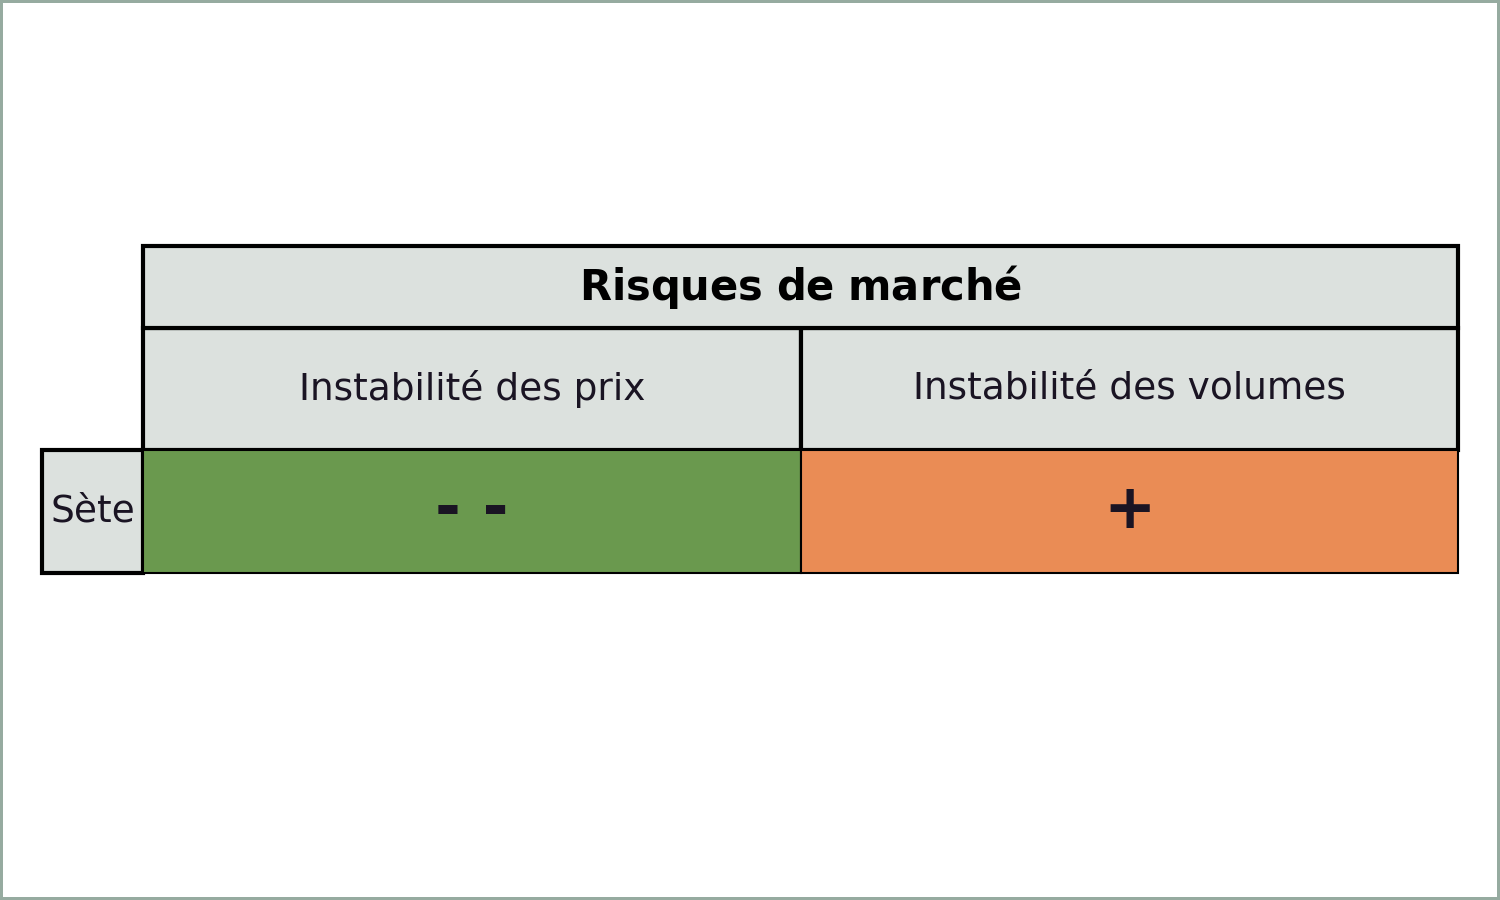 Risques de marché
Instabilité des prix
Instabilité des volumes
Sète
- -
+